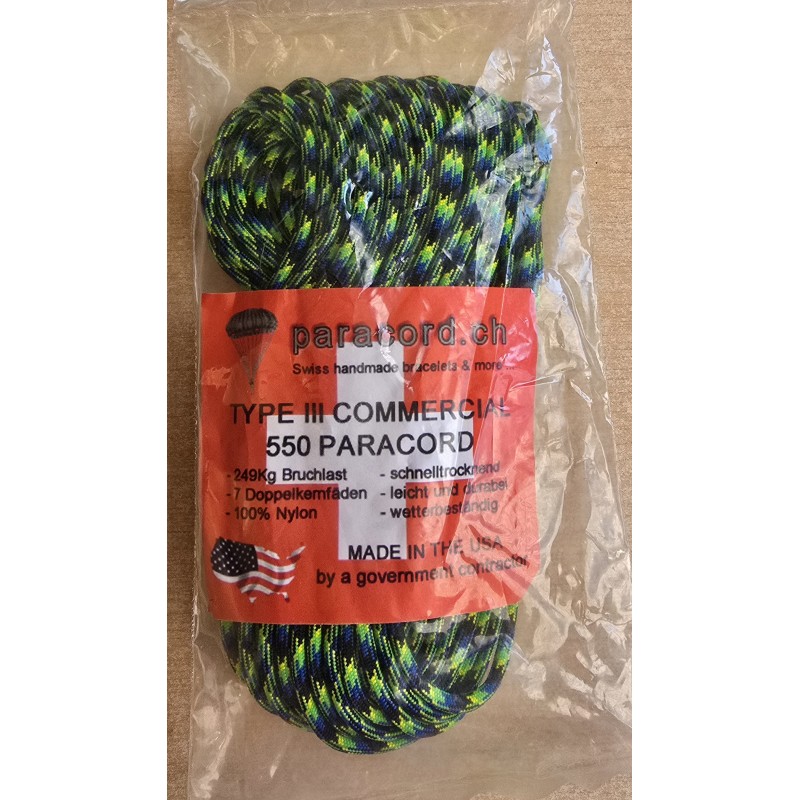 paracord.ch
Swiss handmade bracelets & more ...
TYPE III COMMERCIAL
550 PARACORD
- 249Kg Bruchlast
- 7 Doppelkernfäden
- 100% Nylon
- schnelltrocknend
- leicht und durabel
- wetterbeständig
MADE IN THE USA
by a government contractor